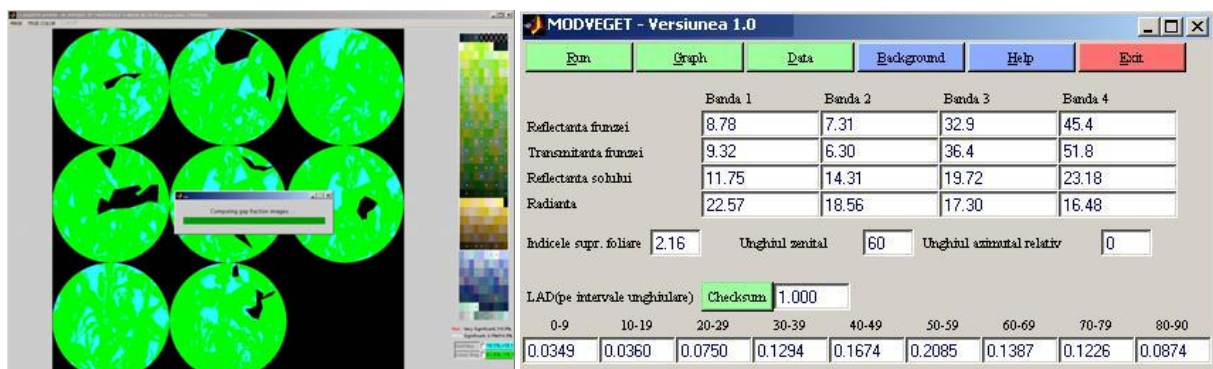 Computing gap fraction images ...
MODVEGET - Versiunea 1.0
Run Graph Data Background Help Exit
Banda 1 Banda 2 Banda 3 Banda 4
Reflectanta frunzei 8.78 7.31 32.9 45.4
Transmitanta frunzei 9.32 6.30 36.4 51.8
Reflectanta solului 11.75 14.31 19.72 23.18
Radianta 22.57 18.56 17.30 16.48
Indicele supr. foliare 2.16 Unghiul zenital 60 Unghiul azimutal relativ 0
LAD(pe intervale unghiulare) Checksum 1.000
0-9 10-19 20-29 30-39 40-49 50-59 60-69 70-79 80-90
0.0349 0.0360 0.0750 0.1294 0.1674 0.2085 0.1387 0.1226 0.0874